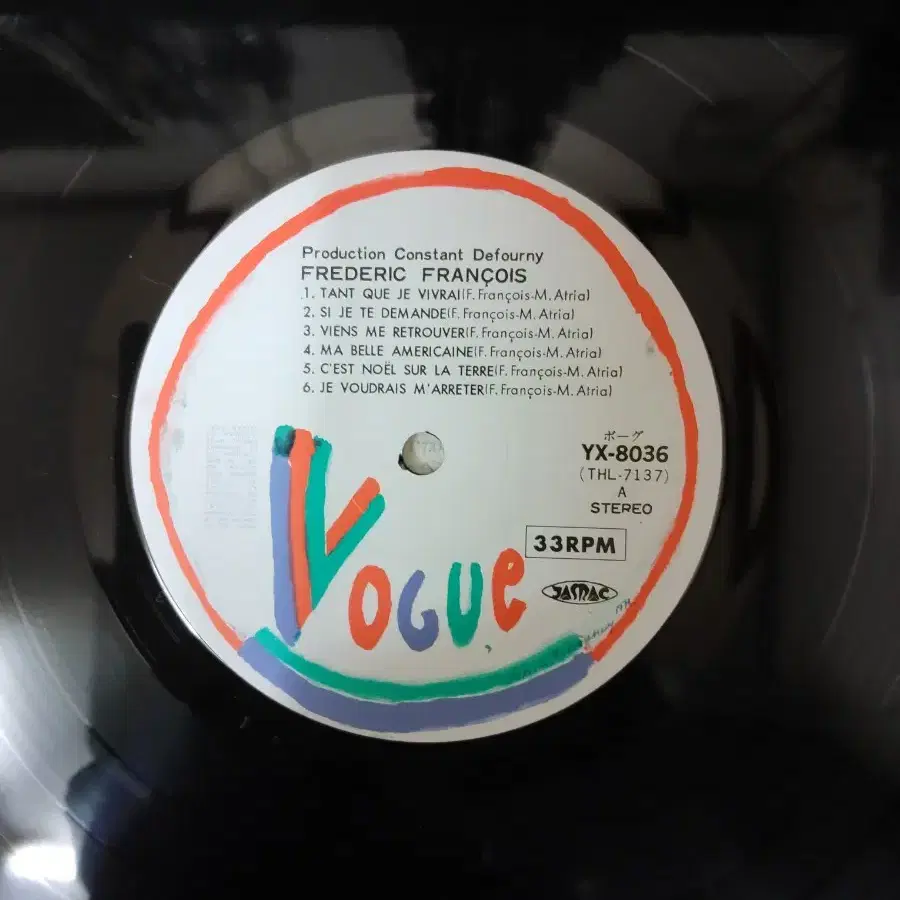 Production Constant Defourny
FREDERIC FRANÇOIS
1. TANT QUE JE VIVRAI(F. François-M. Atria)
2. SI JE TE DEMANDE(F. François-M. Atria)
3. VIENS ME RETROUVER(F. François-M. Atria)
4. MA BELLE AMERICAINE(F. François-M. Atria)
5. C'EST NOËL SUR LA TERRE(F. François-M. Atria)
6. JE VOUDRAIS M'ARRETER(F. François-M. Atria)
ボーグ
YX-8036
(THL-7137)
A
STEREO
33RPM
JASRAC
VOGUE